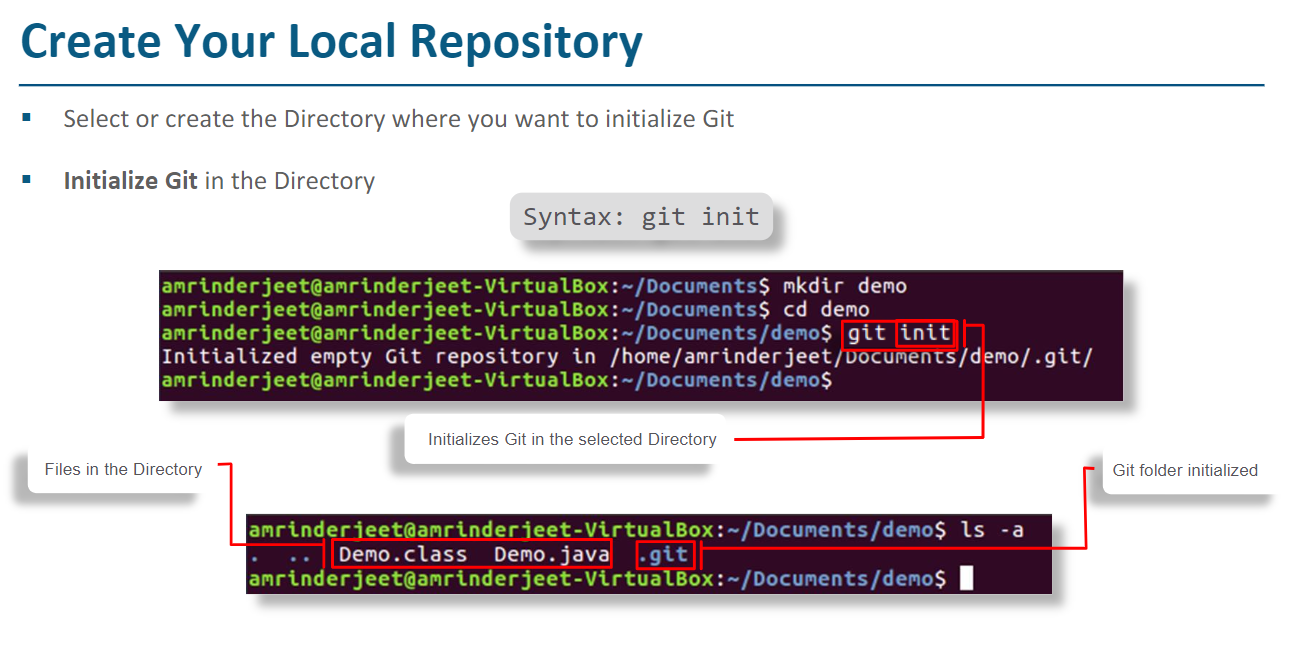 Create Your Local Repository
Select or create the Directory where you want to initialize Git
Initialize Git in the Directory
Syntax: git init
amrinderjeet@amrinderjeet-VirtualBox:~/Documents$ mkdir demo
amrinderjeet@amrinderjeet-VirtualBox:~/Documents$ cd demo
amrinderjeet@amrinderjeet-VirtualBox:~/Documents/demo$ git init
Initialized empty Git repository in /home/amrinderjeet/Documents/demo/.git/
amrinderjeet@amrinderjeet-VirtualBox:~/Documents/demo$
Initializes Git in the selected Directory
Files in the Directory
Git folder initialized
amrinderjeet@amrinderjeet-VirtualBox:~/Documents/demo$ ls -a
. .. Demo.class Demo.java .git
amrinderjeet@amrinderjeet-VirtualBox:~/Documents/demo$